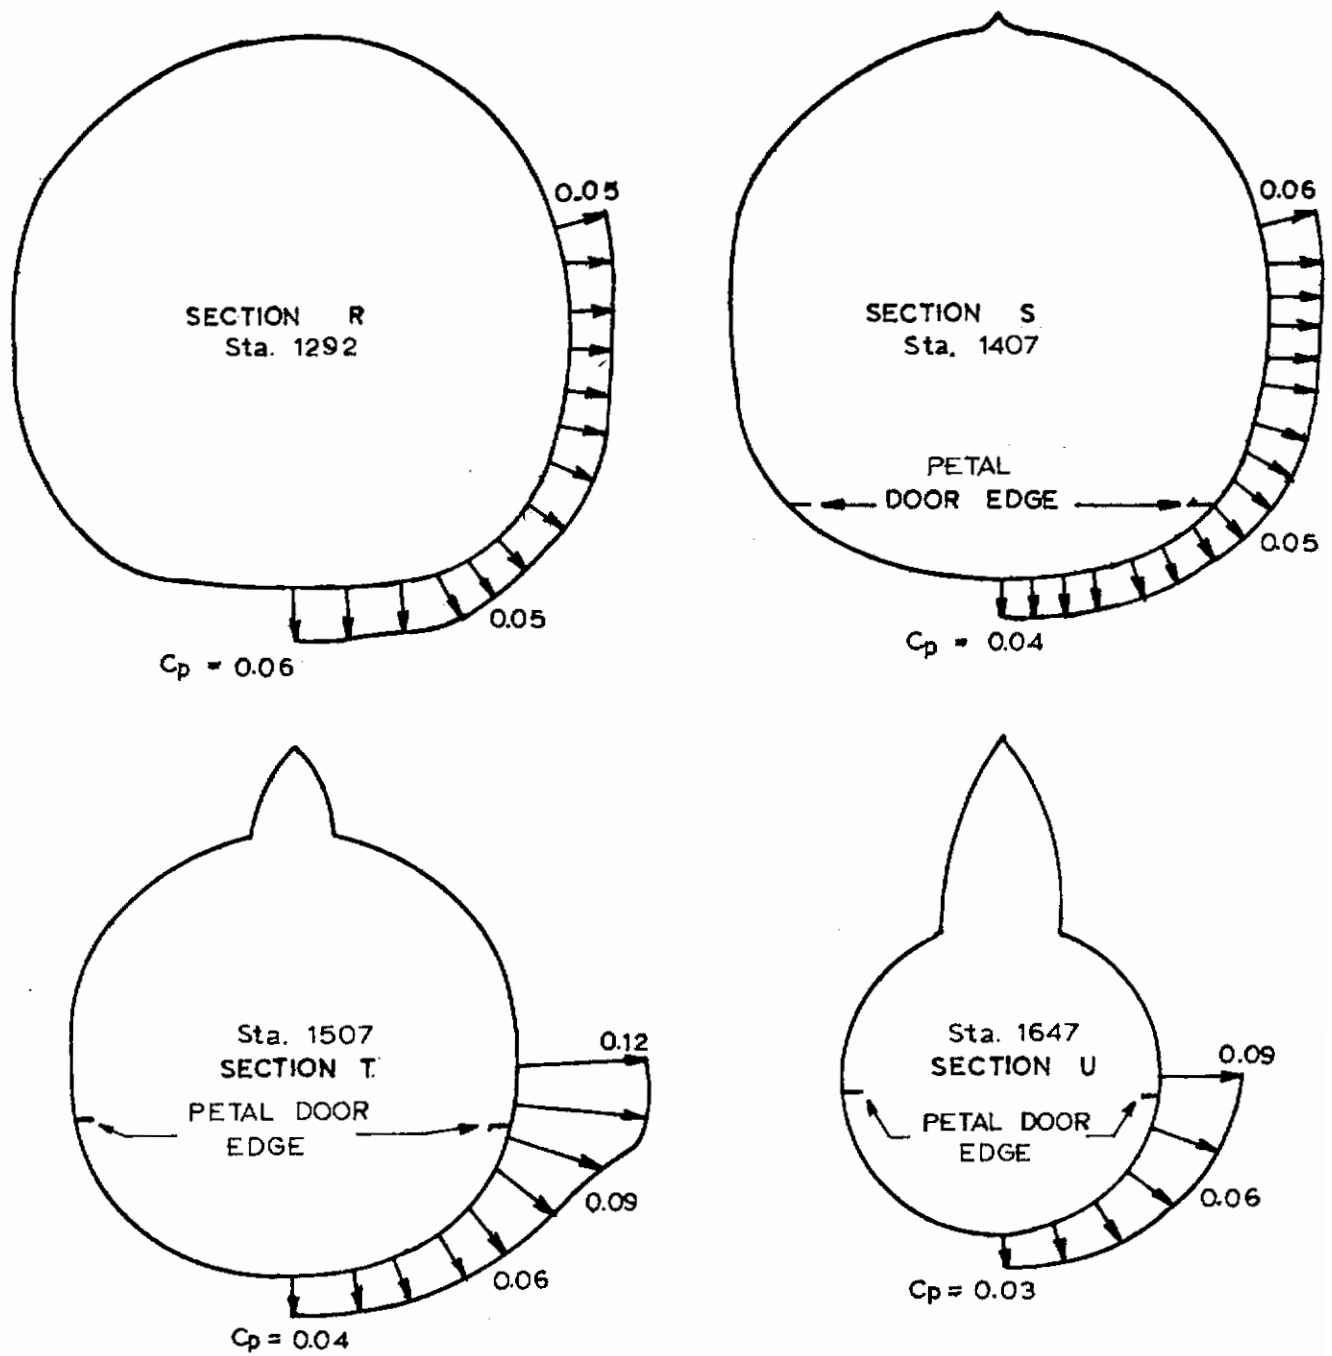 0.05
SECTION R
Sta. 1292
0.05
Cp = 0.06
0.06
SECTION S
Sta. 1407
PETAL
DOOR EDGE
0.05
Cp = 0.04
0.12
Sta. 1507
SECTION T.
PETAL DOOR
EDGE
0.09
0.06
Cp = 0.04
0.09
Sta. 1647
SECTION U
PETAL DOOR
EDGE
0.06
Cp = 0.03